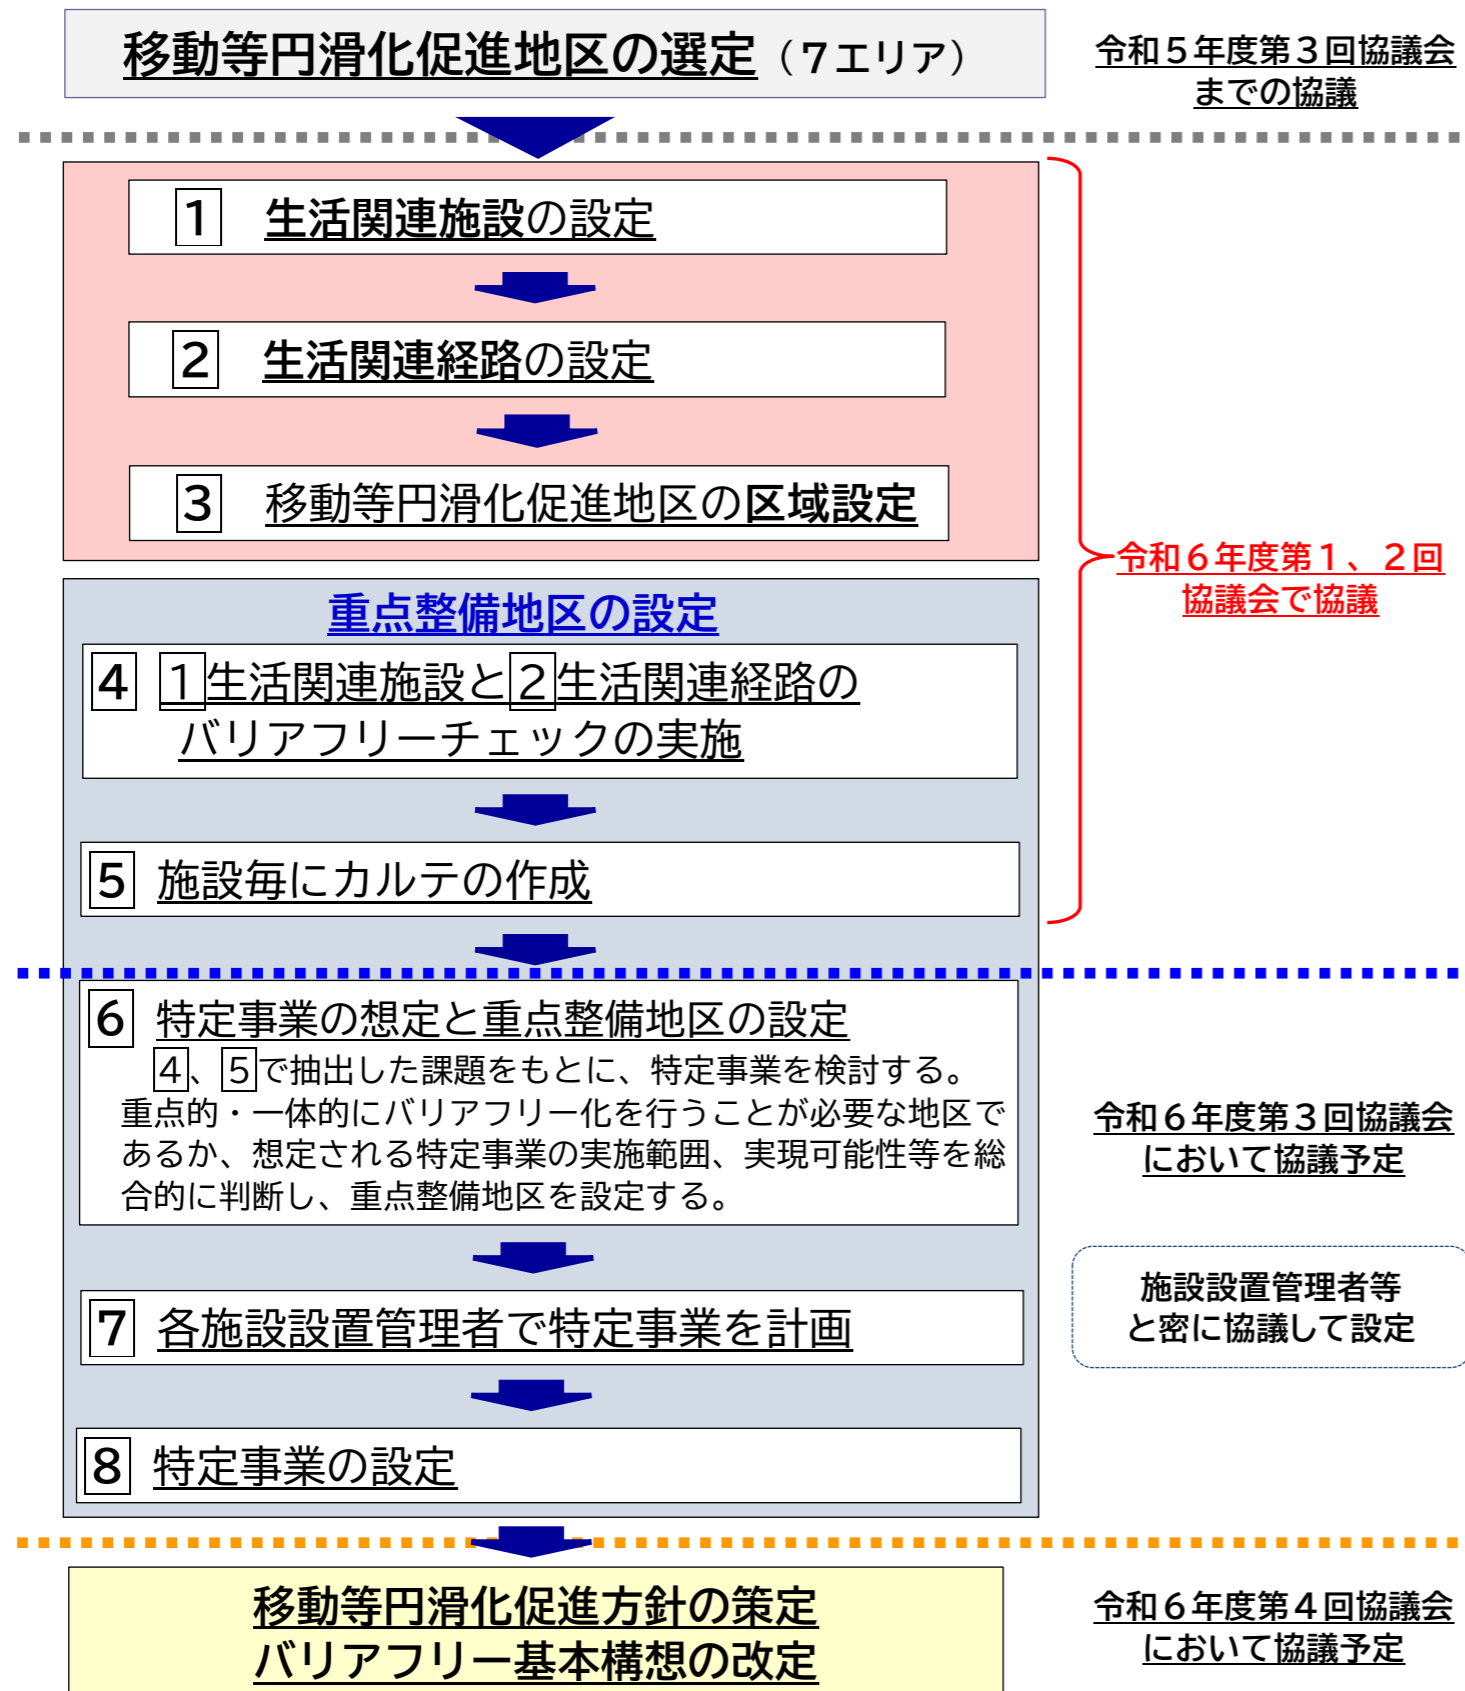 移動等円滑化促進地区の選定（7エリア）
令和５年度第３回協議会
までの協議
1 生活関連施設の設定
2 生活関連経路の設定
3 移動等円滑化促進地区の区域設定
令和６年度第１、２回
協議会で協議
重点整備地区の設定
4 1生活関連施設と2生活関連経路の
バリアフリーチェックの実施
5 施設毎にカルテの作成
6 特定事業の想定と重点整備地区の設定
4、5で抽出した課題をもとに、特定事業を検討する。
重点的・一体的にバリアフリー化を行うことが必要な地区で
あるか、想定される特定事業の実施範囲、実現可能性等を総
合的に判断し、重点整備地区を設定する。
令和６年度第３回協議会
において協議予定
施設設置管理者等
と密に協議して設定
7 各施設設置管理者で特定事業を計画
8 特定事業の設定
移動等円滑化促進方針の策定
バリアフリー基本構想の改定
令和６年度第４回協議会
において協議予定